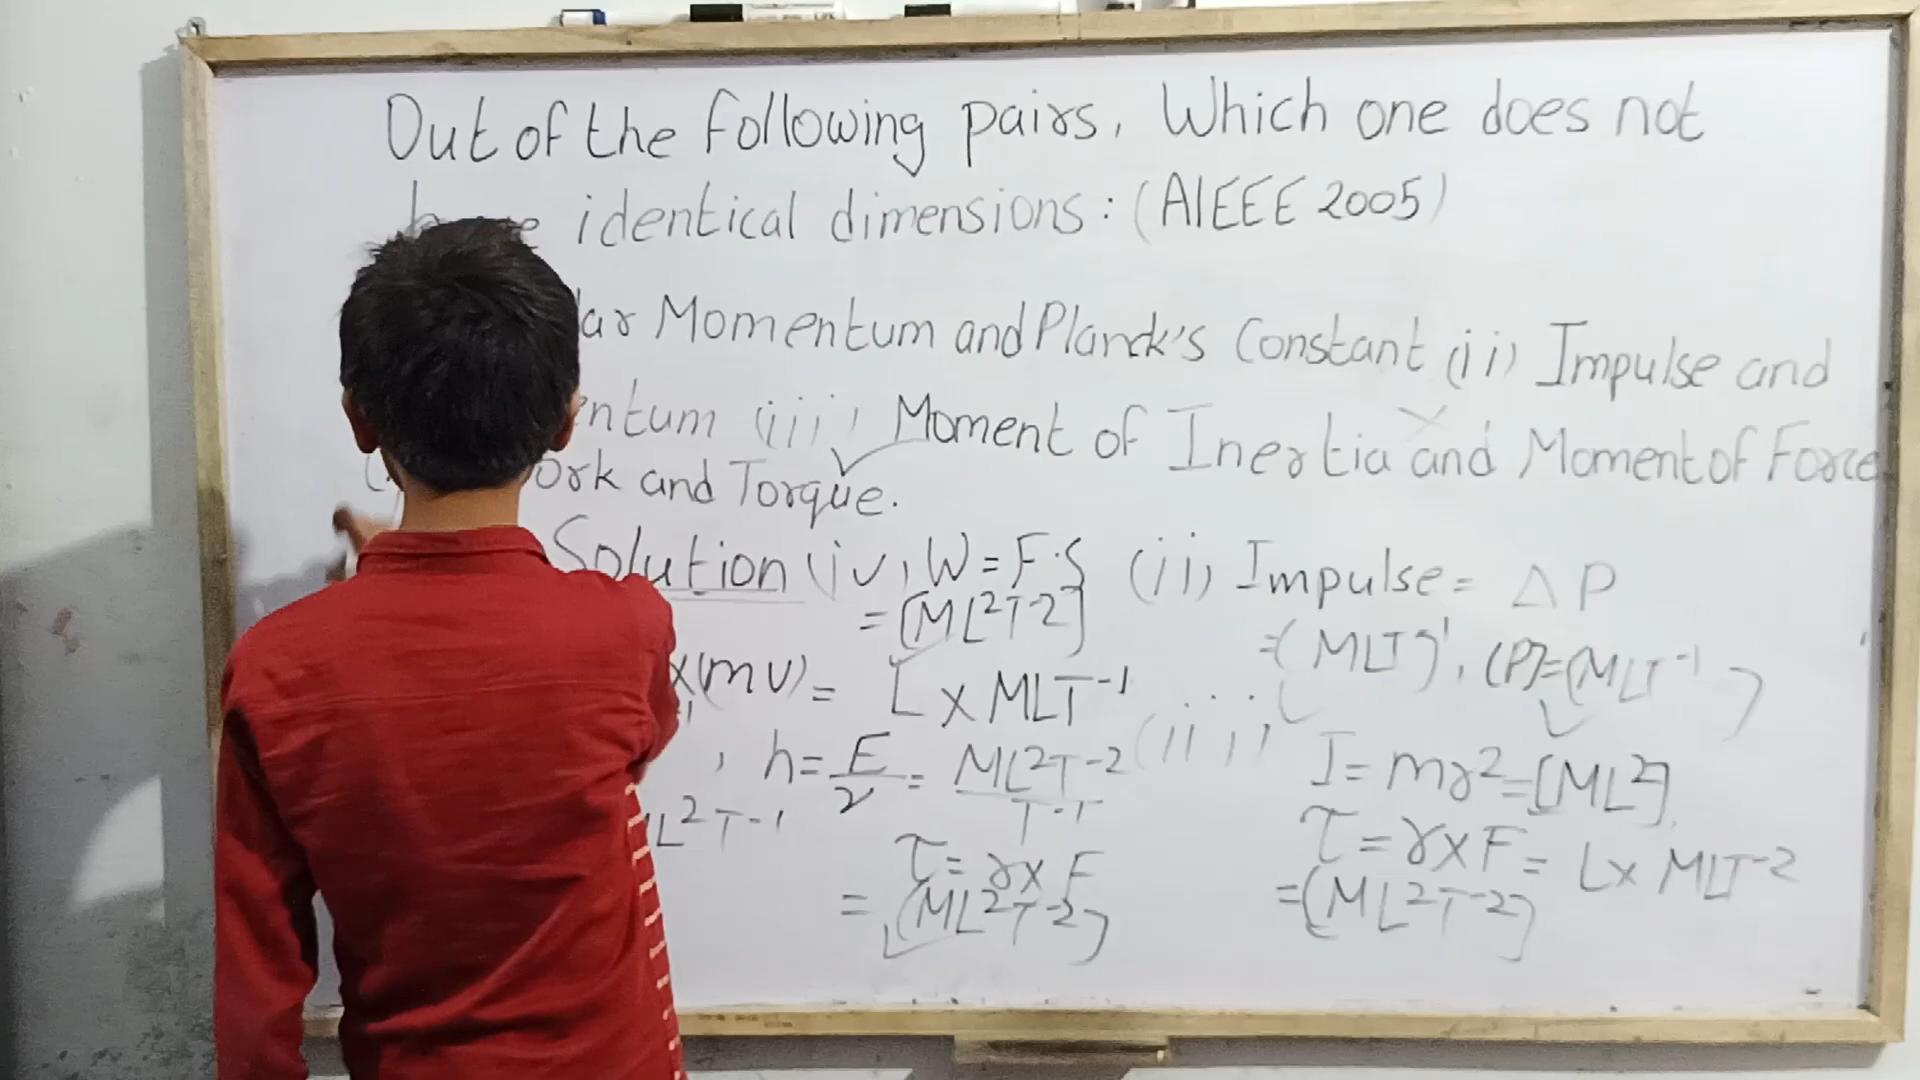 Out of the following pairs, Which one does not
identical dimensions: (AIEEE 2005)
lar Momentum and Planck's Constant (ii) Impulse and
entum (iii) Moment of Inertia and Moment of Force
ork and Torque.
Solution (iv) W = F.S
= [ML²T-2]
x(mv) = L x MLT⁻¹
, h = E/ν = ML²T⁻²/T⁻¹
L²T⁻¹
τ = r x F
= [ML²T⁻2]
(ii) Impulse = ΔP
=(MLT)¹, (P)=(MLT⁻¹)
(iii) I = mr² = [ML²]
τ = r x F = L x MLT⁻2
= (ML²T⁻2)